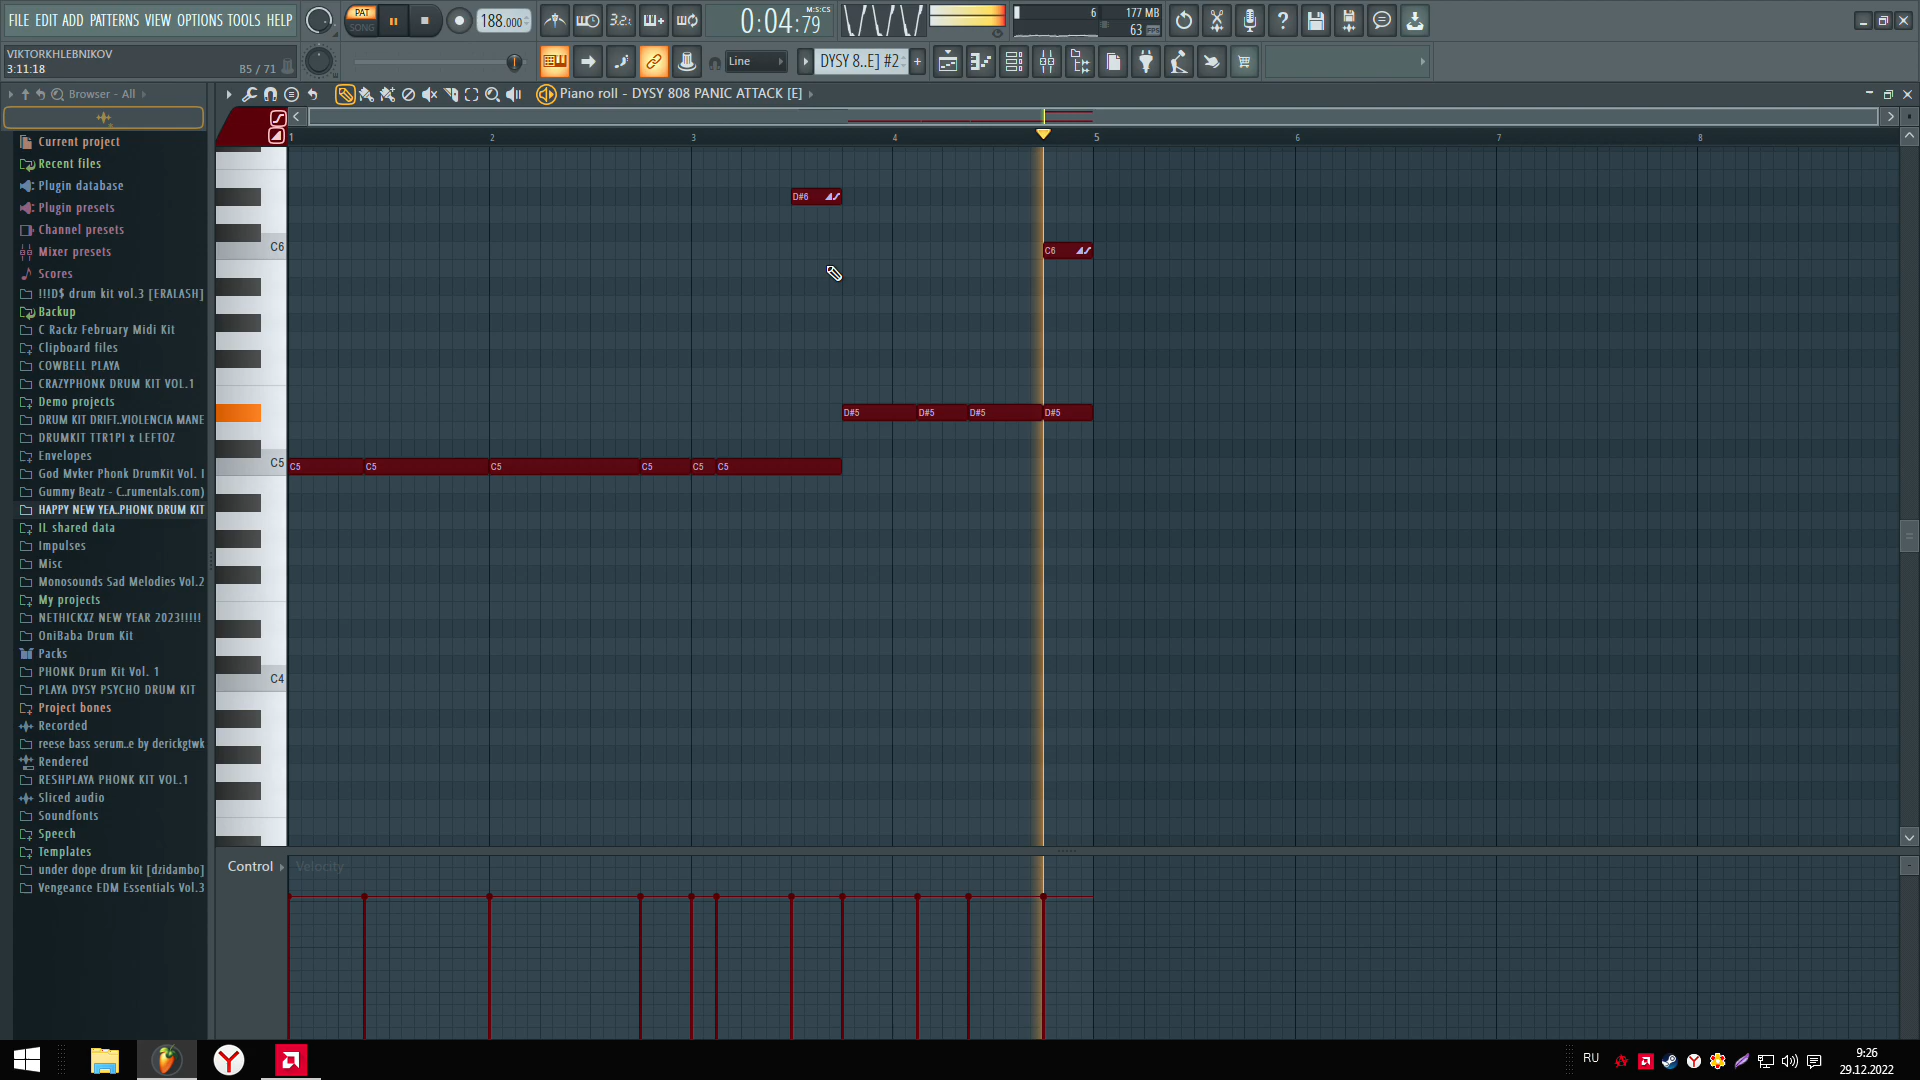 FILE EDIT ADD PATTERNS VIEW OPTIONS TOOLS HELP
PAT
SONG
188.000
3.2:
0:04:79
M:S:CS
6
177 MB
63
VIKTORKHLEBNIKOV
3:11:18
B5 / 71
Line
DYSY 8..E] #2
Browser - All
Piano roll - DYSY 808 PANIC ATTACK [E]
1 2 3 4 5 6 7 8
Current project
Recent files
Plugin database
Plugin presets
Channel presets
Mixer presets
Scores
!!!D$ drum kit vol.3 [ERALASH]
Backup
C Rackz February Midi Kit
Clipboard files
COWBELL PLAYA
CRAZYPHONK DRUM KIT VOL.1
Demo projects
DRUM KIT DRIFT..VIOLENCIA MANE
DRUMKIT TTR1PI x LEFTOZ
Envelopes
God Mvker Phonk DrumKit Vol. I
Gummy Beatz - C..rumentals.com)
HAPPY NEW YEA..PHONK DRUM KIT
IL shared data
Impulses
Misc
Monosounds Sad Melodies Vol.2
My projects
NETHICKXZ NEW YEAR 2023!!!!!
OniBaba Drum Kit
Packs
PHONK Drum Kit Vol. 1
PLAYA DYSY PSYCHO DRUM KIT
Project bones
Recorded
reese bass serum..e by derickgtwk
Rendered
RESHPLAYA PHONK KIT VOL.1
Sliced audio
Soundfonts
Speech
Templates
under dope drum kit [dzidambo]
Vengeance EDM Essentials Vol.3
D#6
C6
C6
D#5 D#5 D#5 D#5
C5
C5 C5 C5 C5 C5 C5
C4
Control
Velocity
RU
9:26
29.12.2022